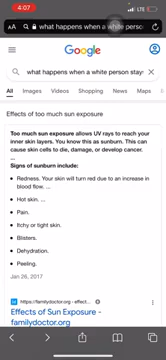 4:07
LTE
AA what happens when a white person
Google
what happens when a white person stays
All Images Videos Shopping News Maps
Effects of too much sun exposure
Too much sun exposure allows UV rays to reach your
inner skin layers. You know this as sunburn. This can
cause skin cells to die, damage, or develop cancer.
...
Signs of sunburn include:
• Redness. Your skin will turn red due to an increase in
blood flow. ...
• Hot skin. ...
• Pain.
• Itchy or tight skin.
• Blisters.
• Dehydration.
• Peeling.
Jan 26, 2017
https://familydoctor.org › effect...
Effects of Sun Exposure -
familydoctor.org